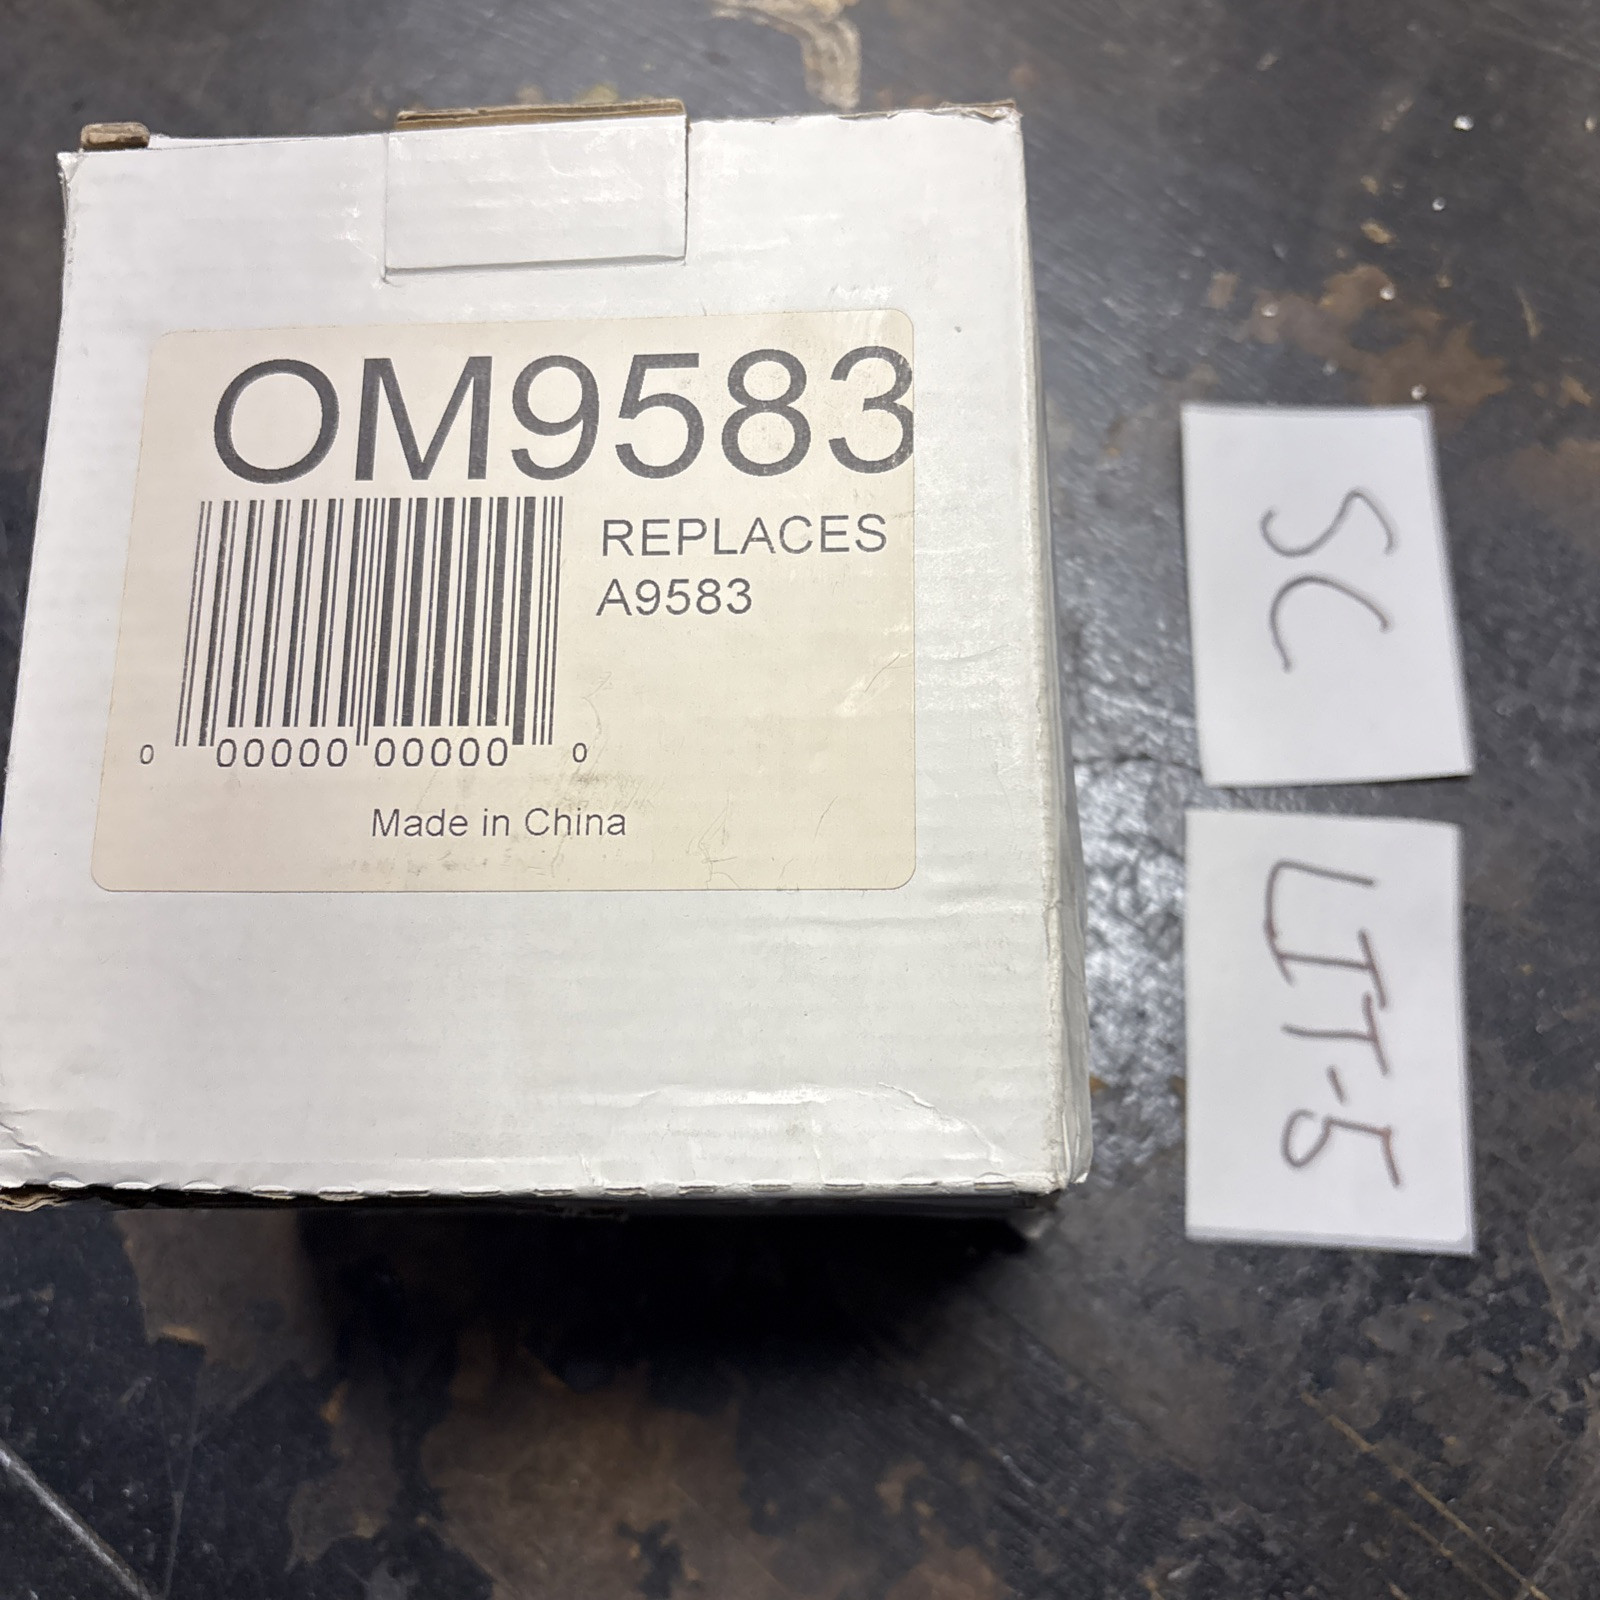 OM9583
REPLACES
A9583
0 00000 00000 0
Made in China
SC
LIT-5